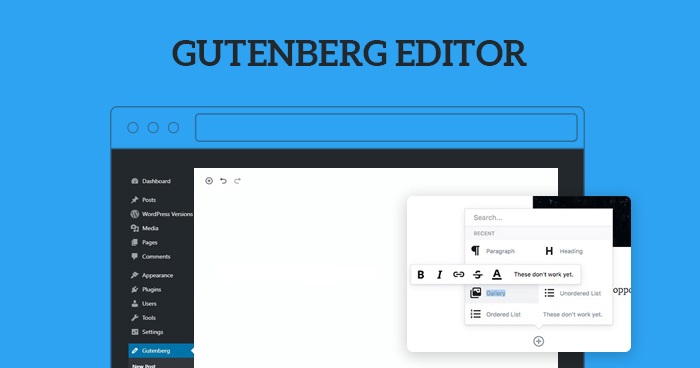 GUTENBERG EDITOR
Dashboard
Posts
WordPress Versions
Media
Pages
Comments
Appearance
Plugins
Users
Tools
Settings
Gutenberg
New Post
Search...
RECENT
Paragraph
Heading
B I A These don't work yet.
Gallery
Unordered List
Ordered List
These don't work yet.